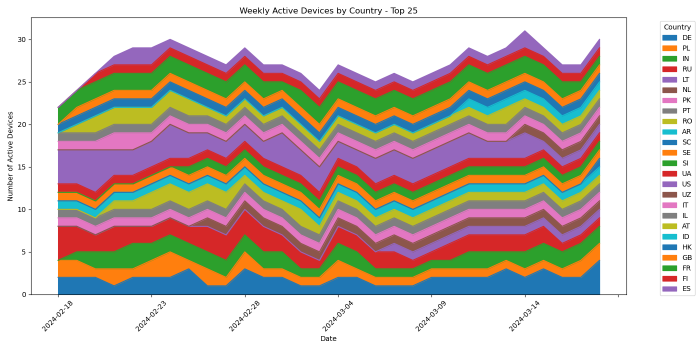 Weekly Active Devices by Country - Top 25
Number of Active Devices
30
25
20
15
10
5
0
2024-02-18
2024-02-23
2024-02-28
2024-03-04
2024-03-09
2024-03-14
Date
Country
DE
PL
IN
RU
LT
NL
PK
PT
RO
AR
SC
SE
SI
UA
US
UZ
IT
IL
AT
ID
HK
GB
FR
FI
ES